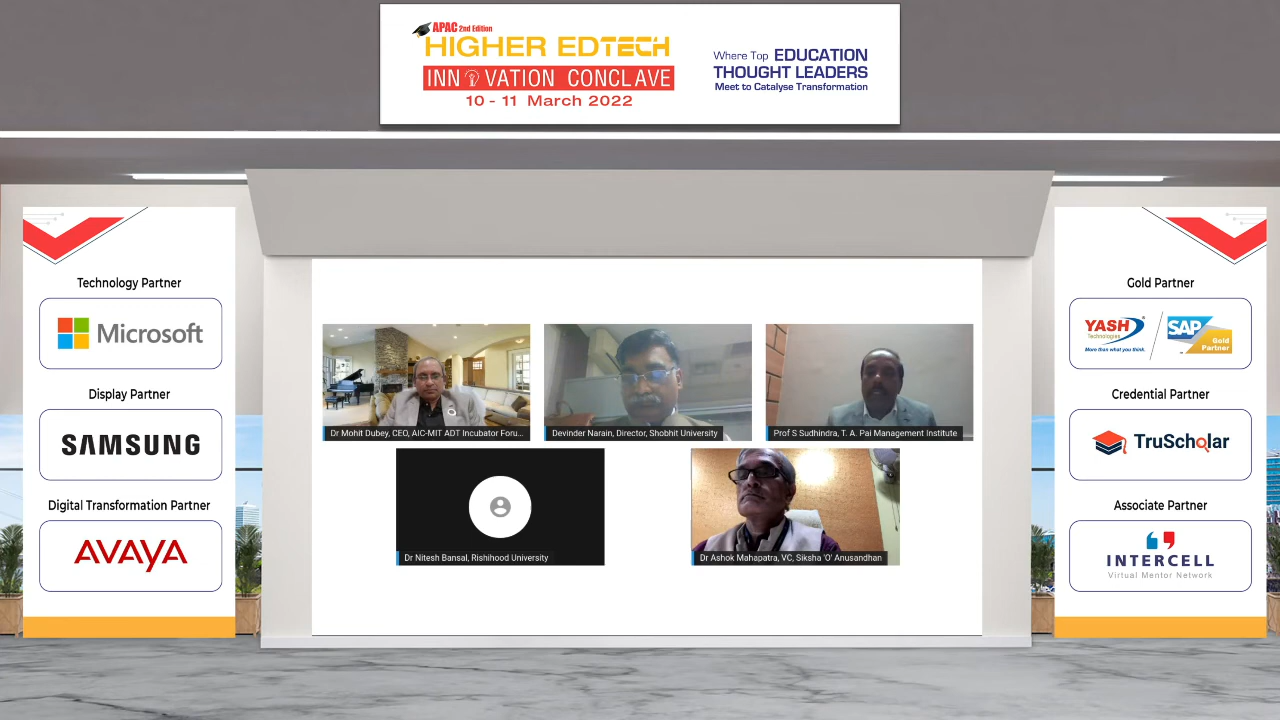 APAC 2nd Edition
HIGHER EDTECH
INNOVATION CONCLAVE
10 - 11 March 2022
Where Top EDUCATION
THOUGHT LEADERS
Meet to Catalyse Transformation
Technology Partner
Microsoft
Display Partner
SAMSUNG
Digital Transformation Partner
AVAYA
Dr Mohit Dubey, CEO, AIC-MIT ADT Incubator Foru...
Devinder Narain, Director, Shobhit University
Prof S Sudhindra, T. A. Pai Management Institute
Dr Nitesh Bansal, Rishihood University
Dr Ashok Mahapatra, VC, Siksha 'O' Anusandhan
Gold Partner
YASH
Technologies
More than what you think.
SAP
Gold
Partner
Credential Partner
TruScholar
Associate Partner
INTERCELL
Virtual Mentor Network